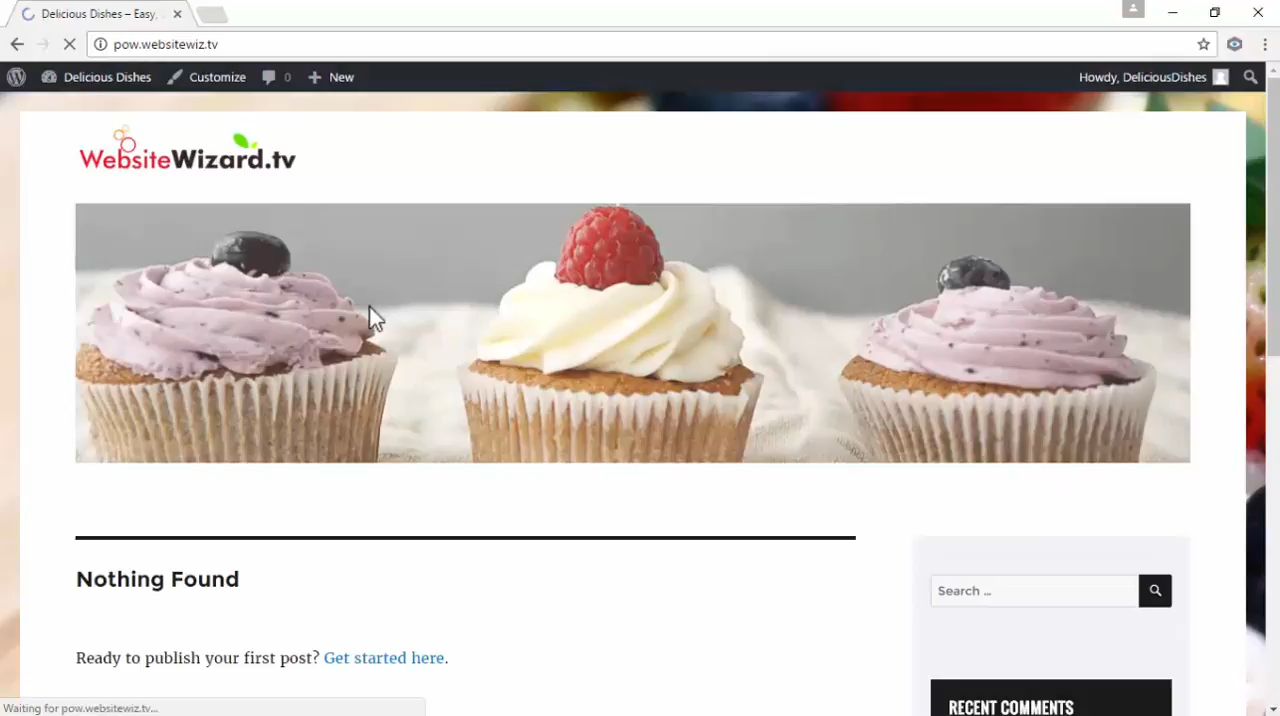 Delicious Dishes – Easy,
pow.websitewiz.tv
Delicious Dishes Customize 0 New Howdy, DeliciousDishes
WebsiteWizard.tv
Nothing Found
Search ...
Ready to publish your first post? Get started here.
RECENT COMMENTS
Waiting for pow.websitewiz.tv...